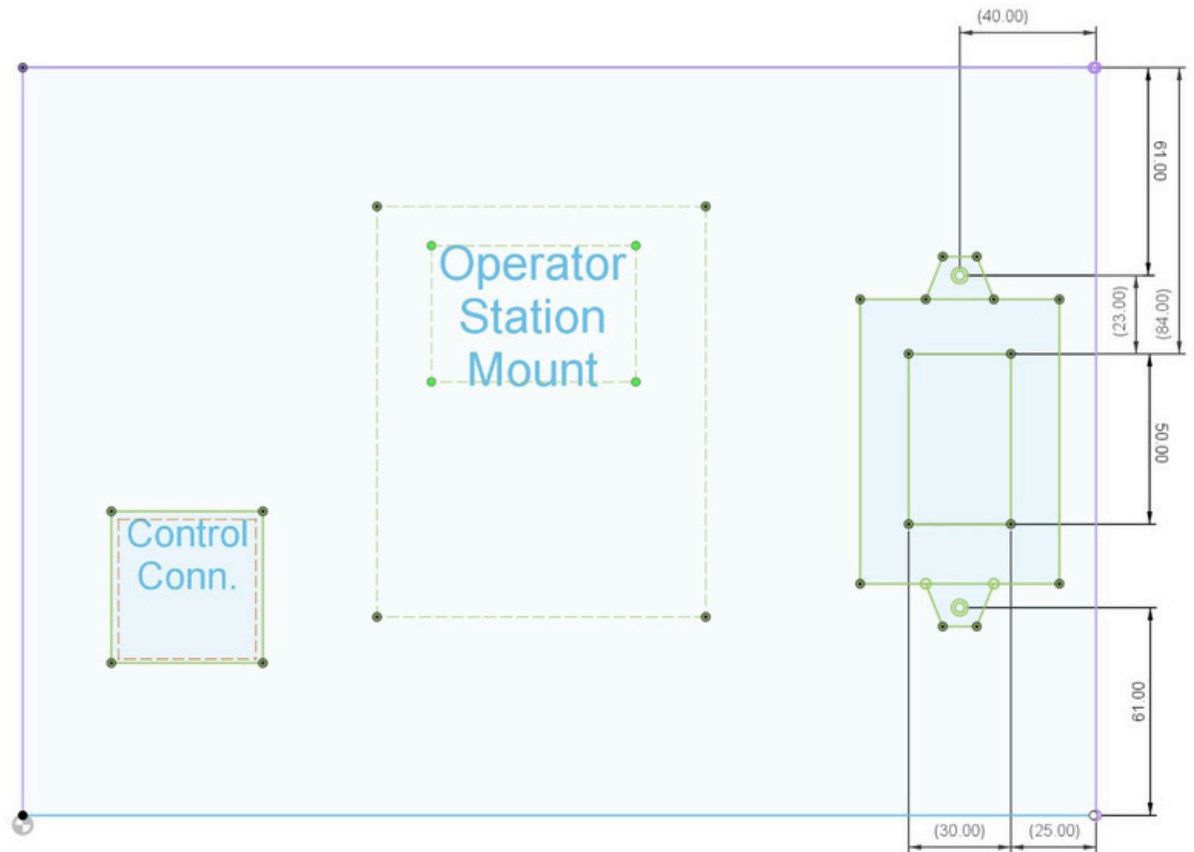 (40.00)
61.00
(23.00)
(84.00)
Operator
Station
Mount
50.00
Control
Conn.
61.00
(30.00)
(25.00)